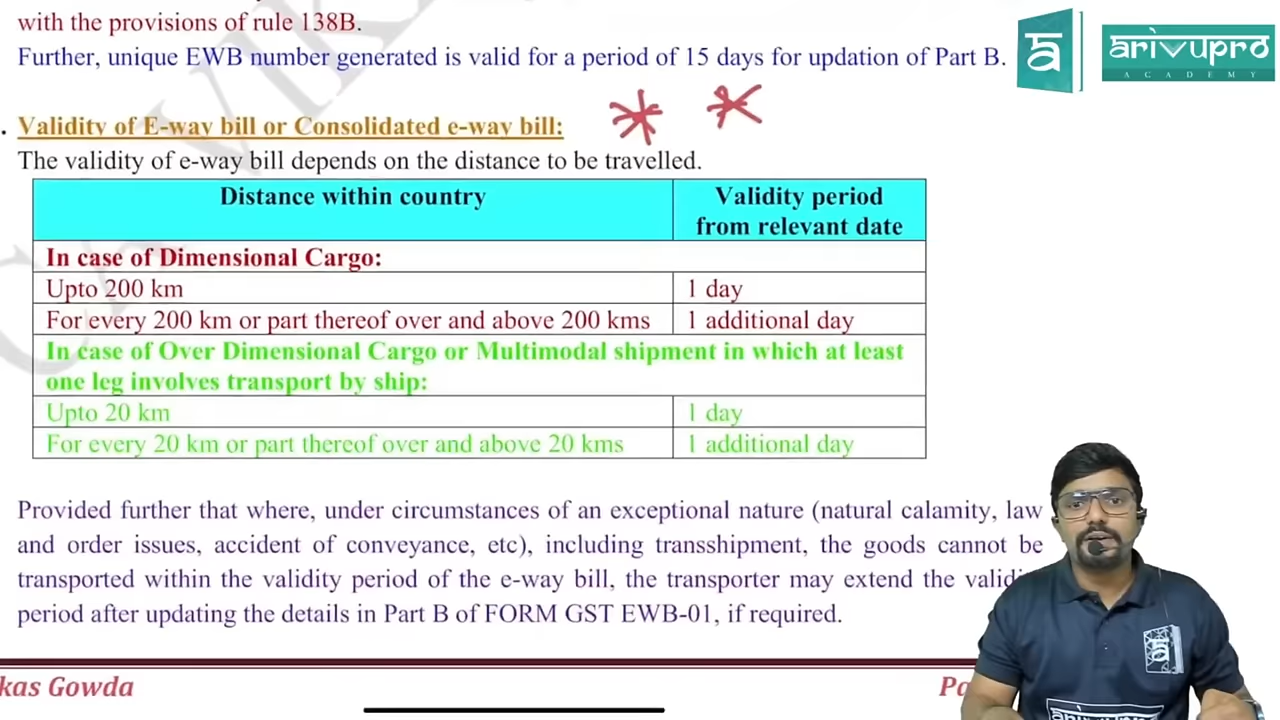 with the provisions of rule 138B.
Further, unique EWB number generated is valid for a period of 15 days for updation of Part B.
ā
ārivupro
ACADEMY
. Validity of E-way bill or Consolidated e-way bill:
The validity of e-way bill depends on the distance to be travelled.
Distance within country
Validity period
from relevant date
In case of Dimensional Cargo:
Upto 200 km
1 day
For every 200 km or part thereof over and above 200 kms
1 additional day
In case of Over Dimensional Cargo or Multimodal shipment in which at least
one leg involves transport by ship:
Upto 20 km
1 day
For every 20 km or part thereof over and above 20 kms
1 additional day
Provided further that where, under circumstances of an exceptional nature (natural calamity, law
and order issues, accident of conveyance, etc), including transshipment, the goods cannot be
transported within the validity period of the e-way bill, the transporter may extend the
period after updating the details in Part B of FORM GST EWB-01, if required.
kas Gowda